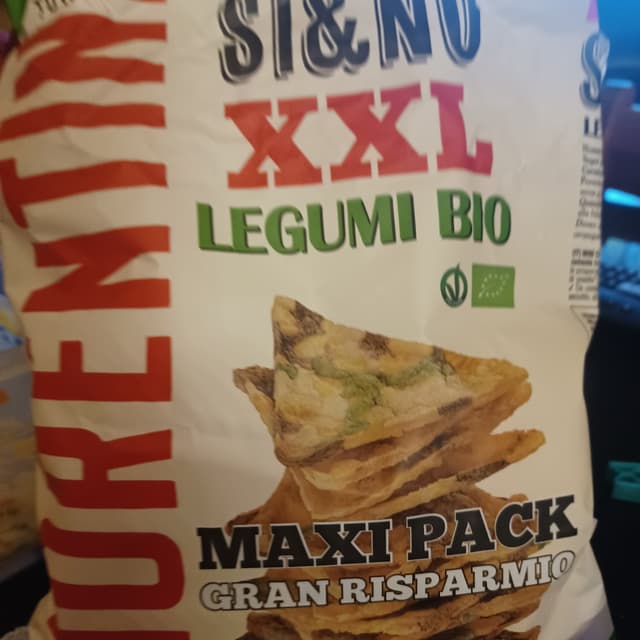 SI&NO
XXL
LEGUMI BIO
MAXI PACK
GRAN RISPARMIO